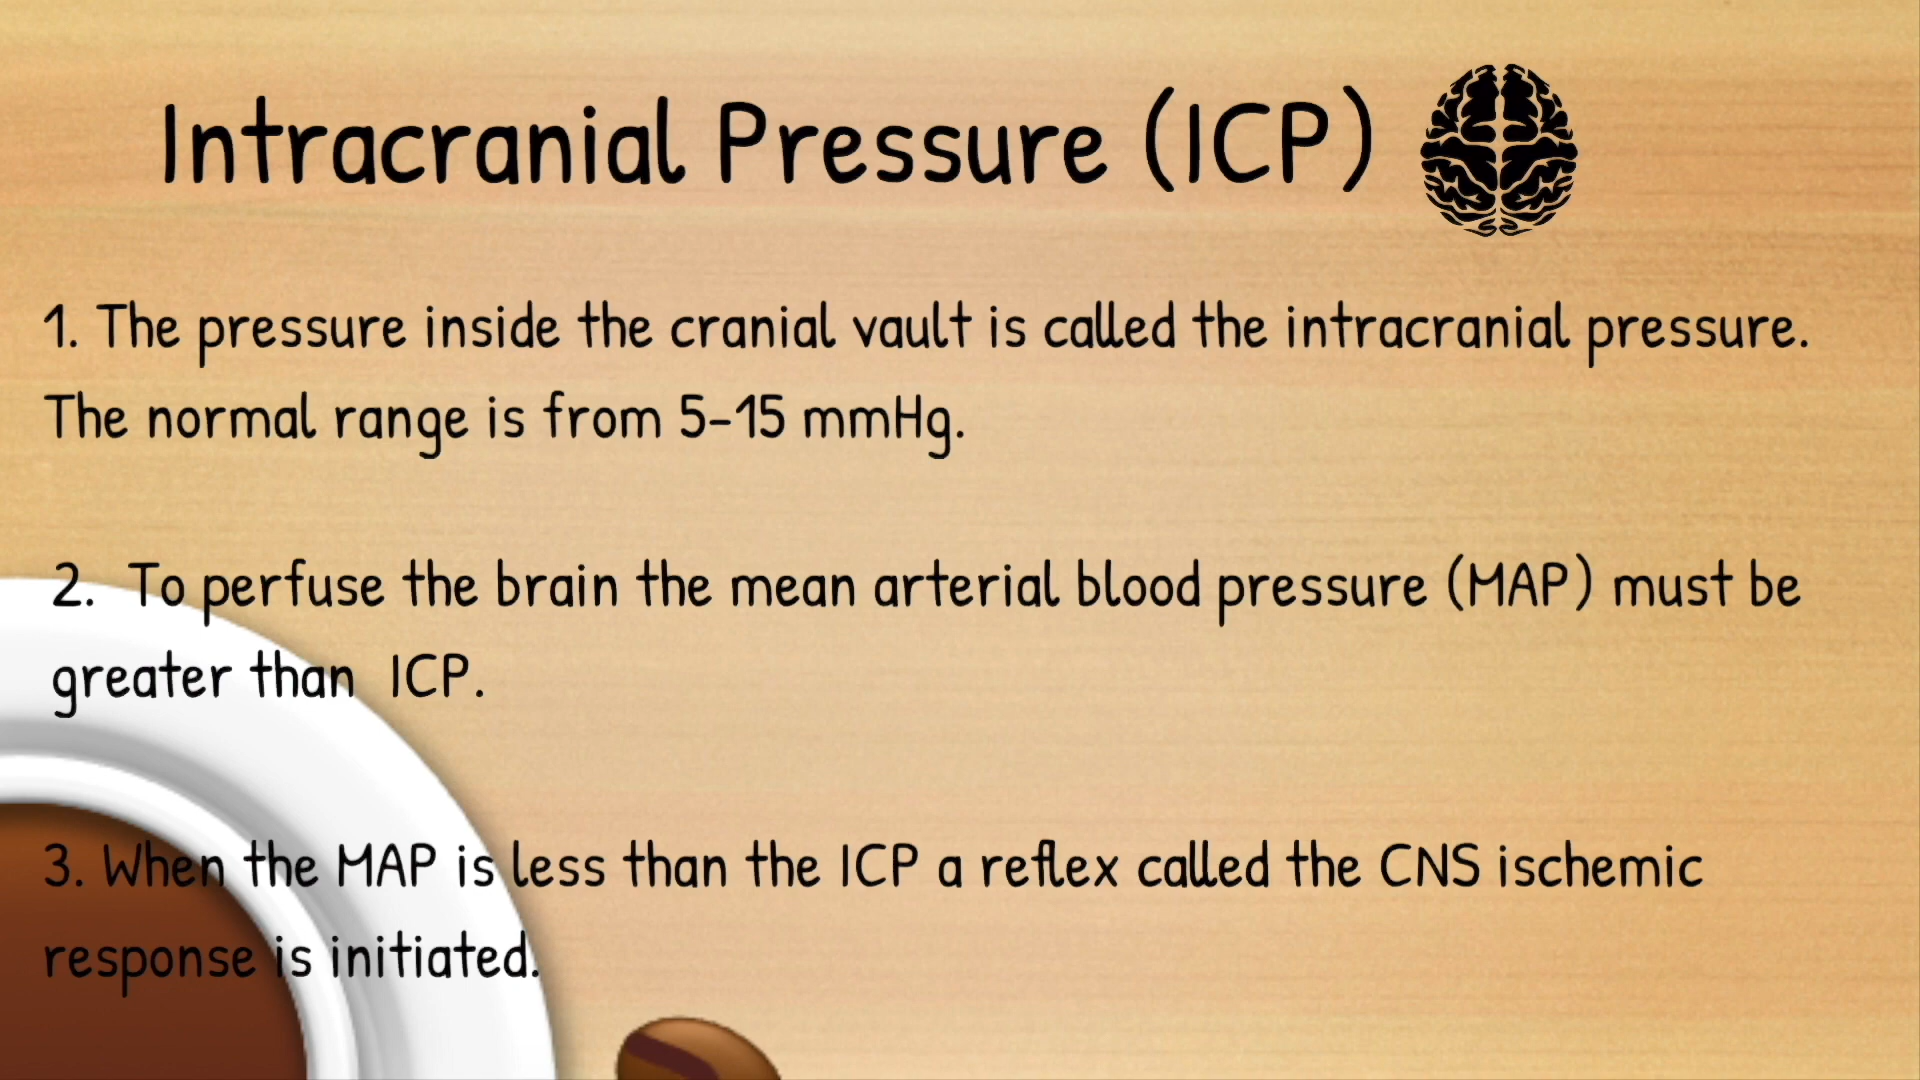 Intracranial Pressure (ICP)
1. The pressure inside the cranial vault is called the intracranial pressure.
The normal range is from 5-15 mmHg.
2. To perfuse the brain the mean arterial blood pressure (MAP) must be
greater than ICP.
3. When the MAP is less than the ICP a reflex called the CNS ischemic
response is initiated.